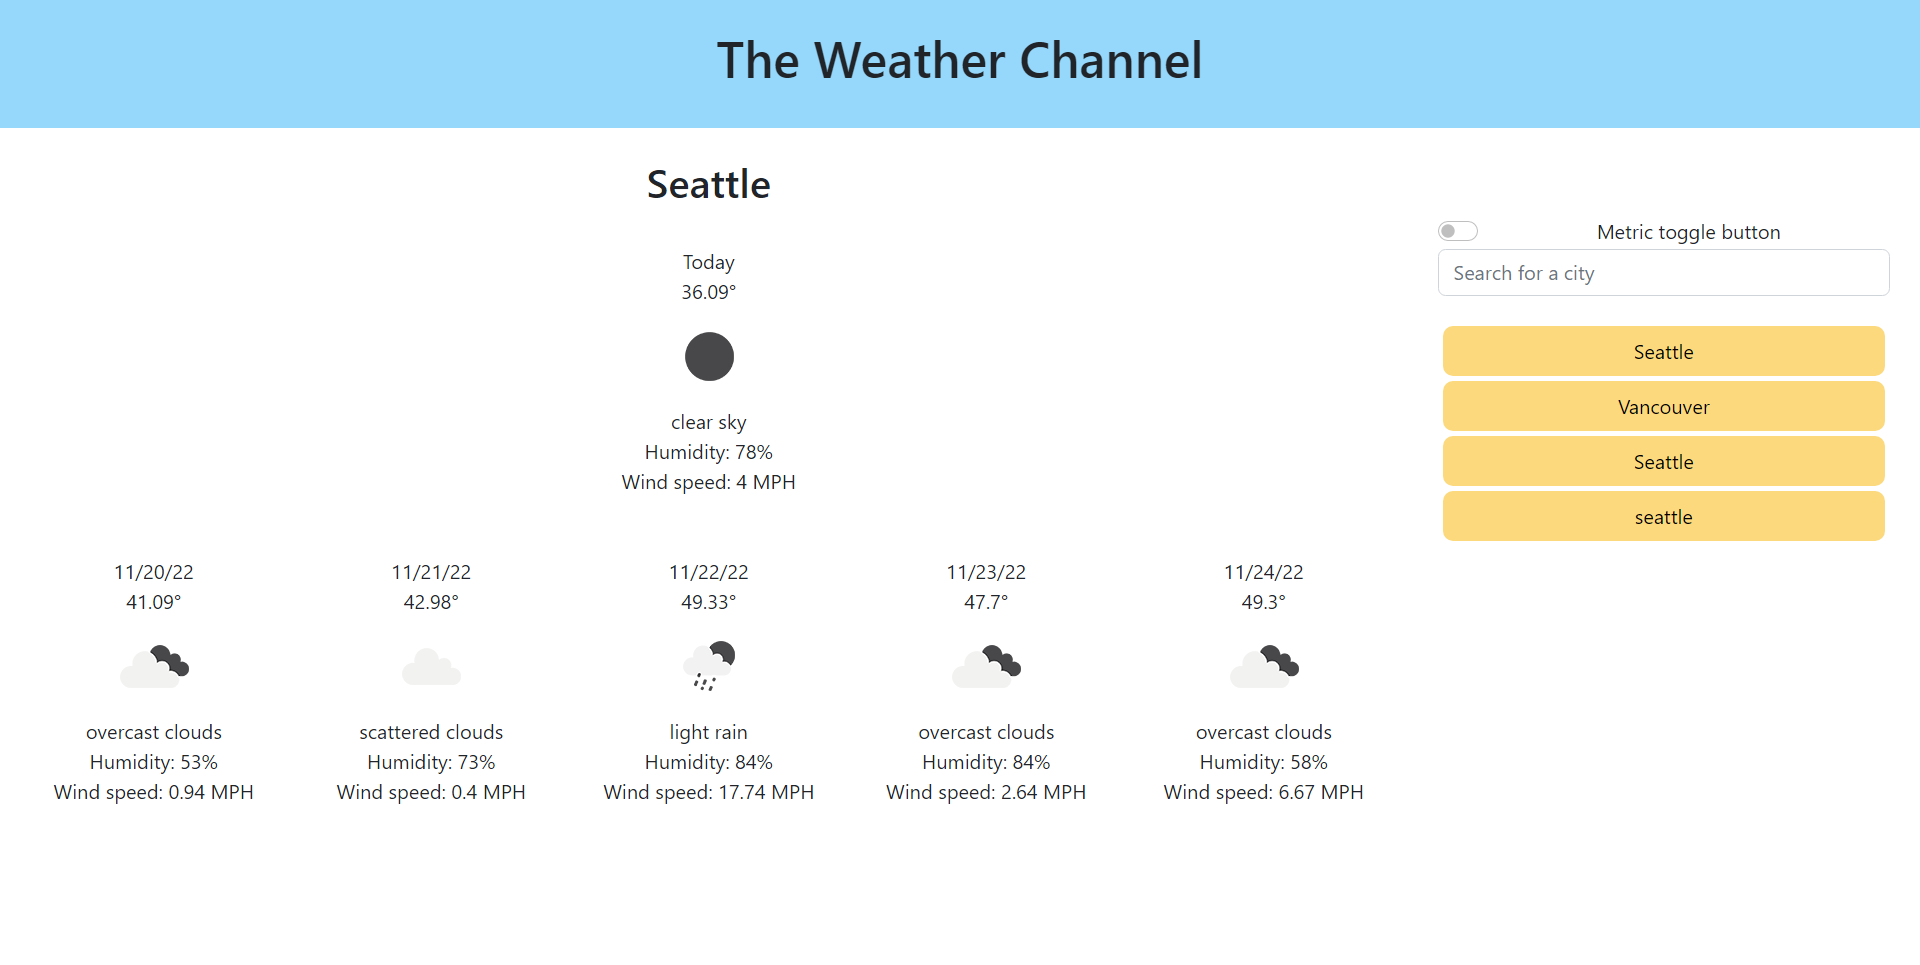 The Weather Channel
Seattle
Today
36.09°
clear sky
Humidity: 78%
Wind speed: 4 MPH
Metric toggle button
Search for a city
Seattle
Vancouver
Seattle
seattle
11/20/22
41.09°
overcast clouds
Humidity: 53%
Wind speed: 0.94 MPH
11/21/22
42.98°
scattered clouds
Humidity: 73%
Wind speed: 0.4 MPH
11/22/22
49.33°
light rain
Humidity: 84%
Wind speed: 17.74 MPH
11/23/22
47.7°
overcast clouds
Humidity: 84%
Wind speed: 2.64 MPH
11/24/22
49.3°
overcast clouds
Humidity: 58%
Wind speed: 6.67 MPH